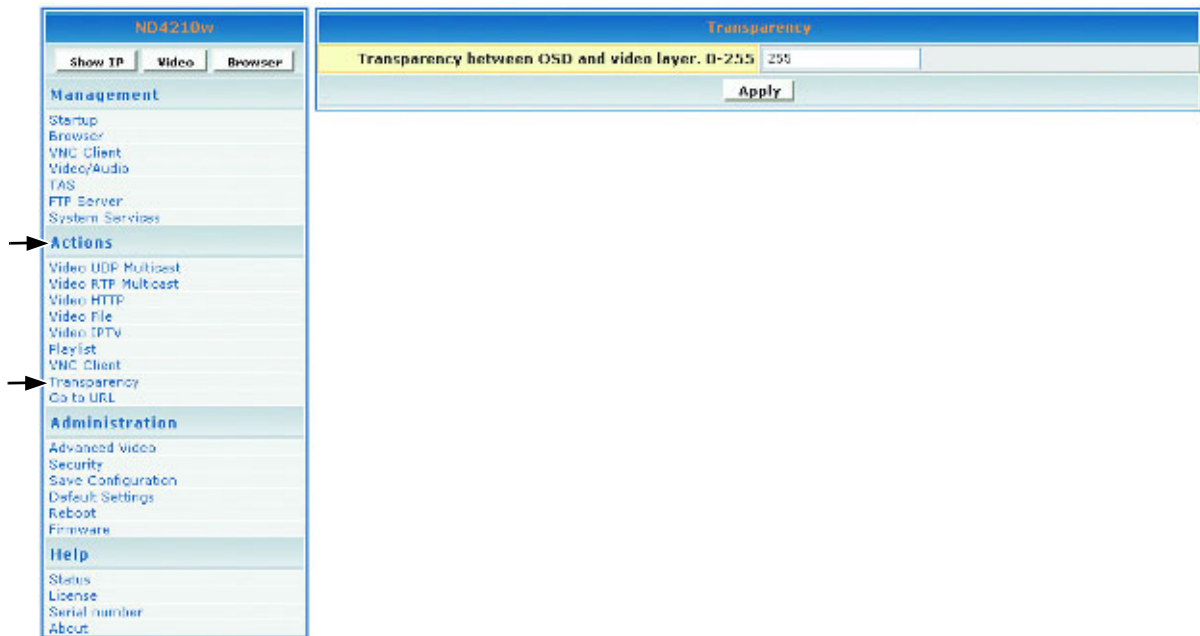 ND4210w
Show IP Video Browser
Management
Startup
Browser
VNC Client
Video/Audio
TAS
FTP Server
System Services
Actions
Video UDP Multicast
Video RTP Multicast
Video HTTP
Video File
Video IPTV
Playlist
VNC Client
Transparency
Go to URL
Administration
Advanced Video
Security
Save Configuration
Default Settings
Reboot
Firmware
Help
Status
License
Serial number
About
Transparency
Transparency between OSD and video layer. 0-255 255
Apply